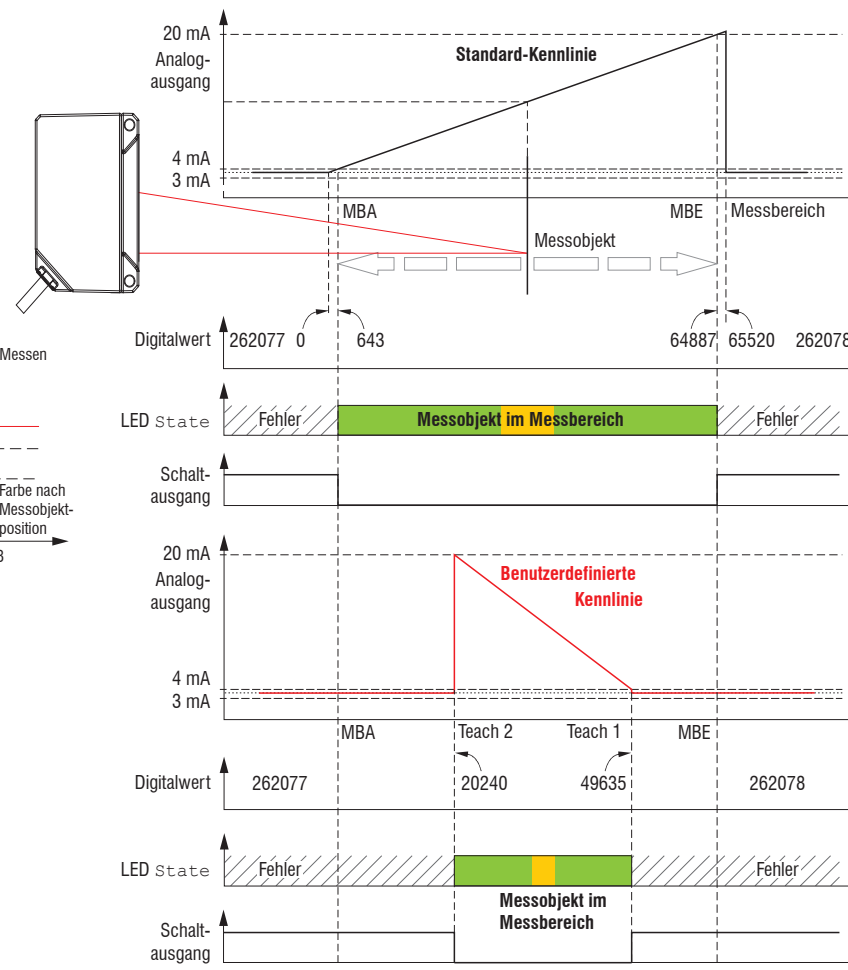 20 mA
Analog-
ausgang
Standard-Kennlinie
4 mA
3 mA
MBA
MBE
Messbereich
Messobjekt
Digitalwert
262077 0 643 64887 65520 262078
Messen
LED State
Fehler
Messobjekt im Messbereich
Fehler
Schalt-
ausgang
Farbe nach
Messobjekt-
position
20 mA
Analog-
ausgang
Benutzerdefinierte
Kennlinie
4 mA
3 mA
MBA
Teach 2
Teach 1
MBE
Digitalwert
262077 20240 49635 262078
LED State
Fehler
Fehler
Messobjekt im
Messbereich
Schalt-
ausgang